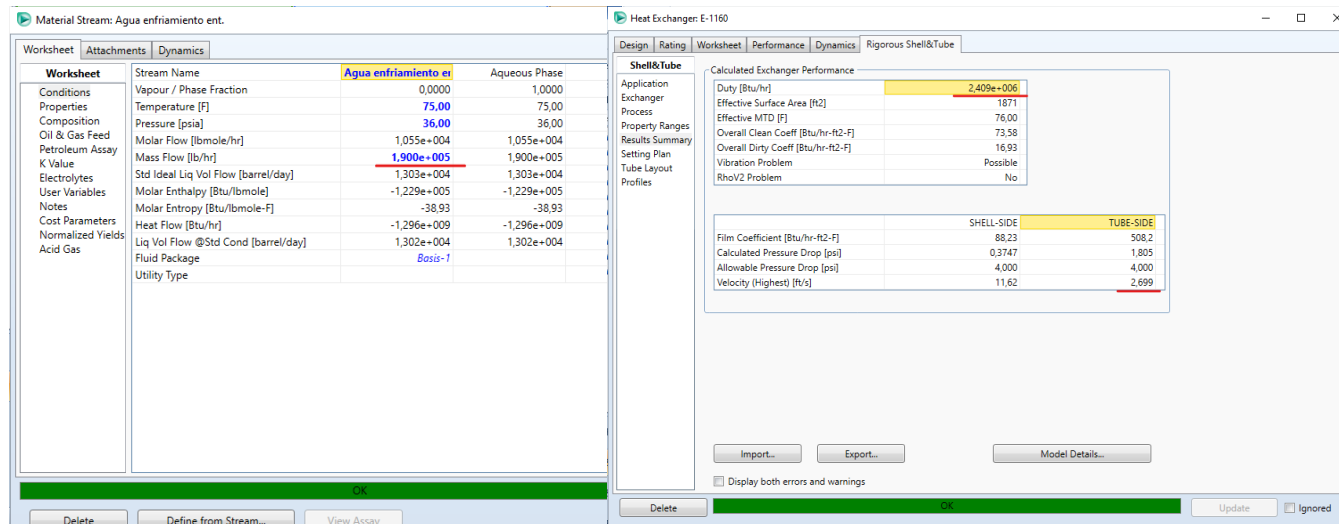 Material Stream: Agua enfriamiento ent.
Worksheet Attachments Dynamics
Worksheet
Conditions
Properties
Composition
Oil & Gas Feed
Petroleum Assay
K Value
Electrolytes
User Variables
Notes
Cost Parameters
Normalized Yields
Acid Gas
Stream Name Agua enfriamiento er Aqueous Phase
Vapour / Phase Fraction 0,0000 1,0000
Temperature [F] 75,00 75,00
Pressure [psia] 36,00 36,00
Molar Flow [lbmole/hr] 1,055e+004 1,055e+004
Mass Flow [lb/hr] 1,900e+005 1,900e+005
Std Ideal Liq Vol Flow [barrel/day] 1,303e+004 1,303e+004
Molar Enthalpy [Btu/lbmole] -1,229e+005 -1,229e+005
Molar Entropy [Btu/lbmole-F] -38,93 -38,93
Heat Flow [Btu/hr] -1,296e+009 -1,296e+009
Liq Vol Flow @Std Cond [barrel/day] 1,302e+004 1,302e+004
Fluid Package Basis-1
Utility Type
OK
Delete Define from Stream... View Assay
Heat Exchanger: E-1160
Design Rating Worksheet Performance Dynamics Rigorous Shell&Tube
Shell&Tube
Application
Exchanger
Process
Property Ranges
Results Summary
Setting Plan
Tube Layout
Profiles
Calculated Exchanger Performance
Duty [Btu/hr] 2,409e+006
Effective Surface Area [ft2] 1871
Effective MTD [F] 76,00
Overall Clean Coeff [Btu/hr-ft2-F] 73,58
Overall Dirty Coeff [Btu/hr-ft2-F] 16,93
Vibration Problem Possible
RhoV2 Problem No
SHELL-SIDE TUBE-SIDE
Film Coefficient [Btu/hr-ft2-F] 88,23 508,2
Calculated Pressure Drop [psi] 0,3747 1,805
Allowable Pressure Drop [psi] 4,000 4,000
Velocity (Highest) [ft/s] 11,62 2,699
Import... Export... Model Details...
Display both errors and warnings
Delete OK Update Ignored